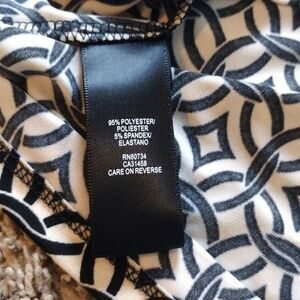 95% POLYESTER/
POLIESTER
5% SPANDEX/
ELASTANO
RN80734
CA31458
CARE ON REVERSE